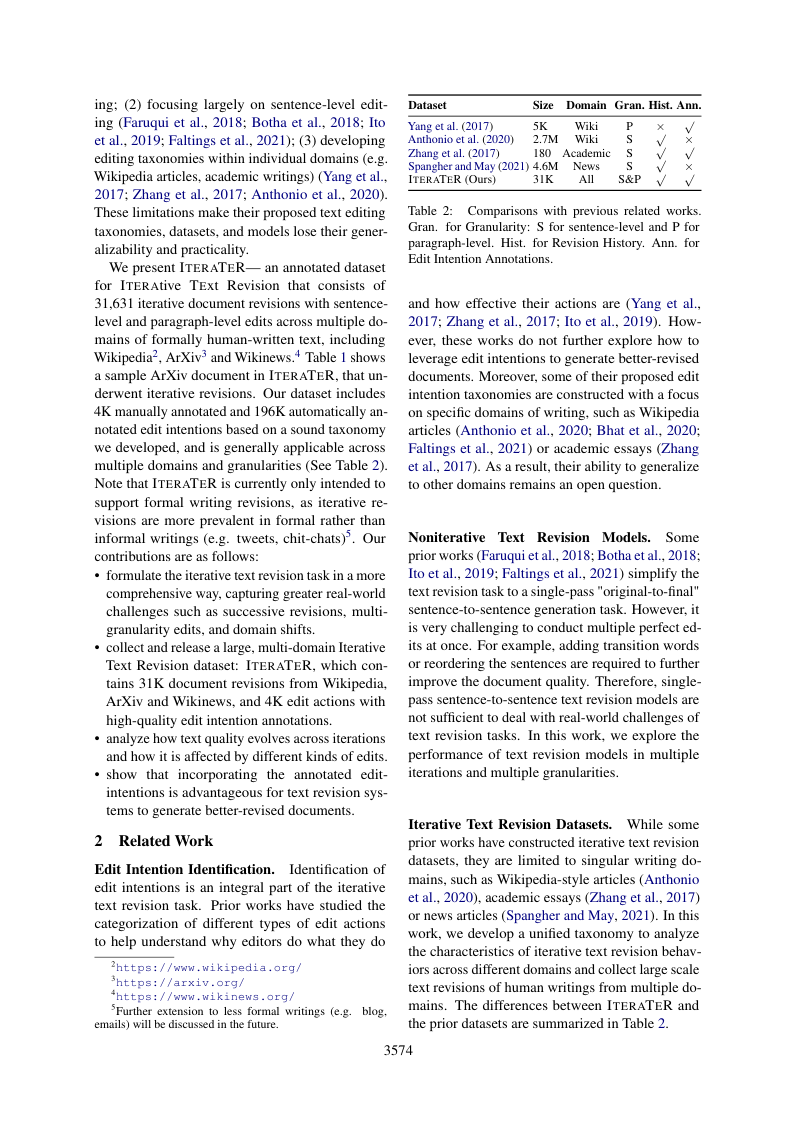 ing; (2) focusing largely on sentence-level edit-
ing (Faruqui et al., 2018; Botha et al., 2018; Ito
et al., 2019; Faltings et al., 2021); (3) developing
editing taxonomies within individual domains (e.g.
Wikipedia articles, academic writings) (Yang et al.,
2017; Zhang et al., 2017; Anthonio et al., 2020).
These limitations make their proposed text editing
taxonomies, datasets, and models lose their gener-
alizability and practicality.
We present ITERATER— an annotated dataset
for ITERAtive TExt Revision that consists of
31,631 iterative document revisions with sentence-
level and paragraph-level edits across multiple do-
mains of formally human-written text, including
Wikipedia2, ArXiv3 and Wikinews.4 Table 1 shows
a sample ArXiv document in ITERATER, that un-
derwent iterative revisions. Our dataset includes
4K manually annotated and 196K automatically an-
notated edit intentions based on a sound taxonomy
we developed, and is generally applicable across
multiple domains and granularities (See Table 2).
Note that ITERATER is currently only intended to
support formal writing revisions, as iterative re-
visions are more prevalent in formal rather than
informal writings (e.g. tweets, chit-chats)5. Our
contributions are as follows:
• formulate the iterative text revision task in a more
comprehensive way, capturing greater real-world
challenges such as successive revisions, multi-
granularity edits, and domain shifts.
• collect and release a large, multi-domain Iterative
Text Revision dataset: ITERATER, which con-
tains 31K document revisions from Wikipedia,
ArXiv and Wikinews, and 4K edit actions with
high-quality edit intention annotations.
• analyze how text quality evolves across iterations
and how it is affected by different kinds of edits.
• show that incorporating the annotated edit-
intentions is advantageous for text revision sys-
tems to generate better-revised documents.
2 Related Work
Edit Intention Identification. Identification of
edit intentions is an integral part of the iterative
text revision task. Prior works have studied the
categorization of different types of edit actions
to help understand why editors do what they do
2https://www.wikipedia.org/
3https://arxiv.org/
4https://www.wikinews.org/
5Further extension to less formal writings (e.g. blog,
emails) will be discussed in the future.
Dataset Size Domain Gran. Hist. Ann.
Yang et al. (2017) 5K Wiki P × √
Anthonio et al. (2020) 2.7M Wiki S √ ×
Zhang et al. (2017) 180 Academic S √ √
Spangher and May (2021) 4.6M News S √ ×
ITERATER (Ours) 31K All S&P √ √
Table 2: Comparisons with previous related works.
Gran. for Granularity: S for sentence-level and P for
paragraph-level. Hist. for Revision History. Ann. for
Edit Intention Annotations.
and how effective their actions are (Yang et al.,
2017; Zhang et al., 2017; Ito et al., 2019). How-
ever, these works do not further explore how to
leverage edit intentions to generate better-revised
documents. Moreover, some of their proposed edit
intention taxonomies are constructed with a focus
on specific domains of writing, such as Wikipedia
articles (Anthonio et al., 2020; Bhat et al., 2020;
Faltings et al., 2021) or academic essays (Zhang
et al., 2017). As a result, their ability to generalize
to other domains remains an open question.
Noniterative Text Revision Models. Some
prior works (Faruqui et al., 2018; Botha et al., 2018;
Ito et al., 2019; Faltings et al., 2021) simplify the
text revision task to a single-pass "original-to-final"
sentence-to-sentence generation task. However, it
is very challenging to conduct multiple perfect ed-
its at once. For example, adding transition words
or reordering the sentences are required to further
improve the document quality. Therefore, single-
pass sentence-to-sentence text revision models are
not sufficient to deal with real-world challenges of
text revision tasks. In this work, we explore the
performance of text revision models in multiple
iterations and multiple granularities.
Iterative Text Revision Datasets. While some
prior works have constructed iterative text revision
datasets, they are limited to singular writing do-
mains, such as Wikipedia-style articles (Anthonio
et al., 2020), academic essays (Zhang et al., 2017)
or news articles (Spangher and May, 2021). In this
work, we develop a unified taxonomy to analyze
the characteristics of iterative text revision behav-
iors across different domains and collect large scale
text revisions of human writings from multiple do-
mains. The differences between ITERATER and
the prior datasets are summarized in Table 2.
3574